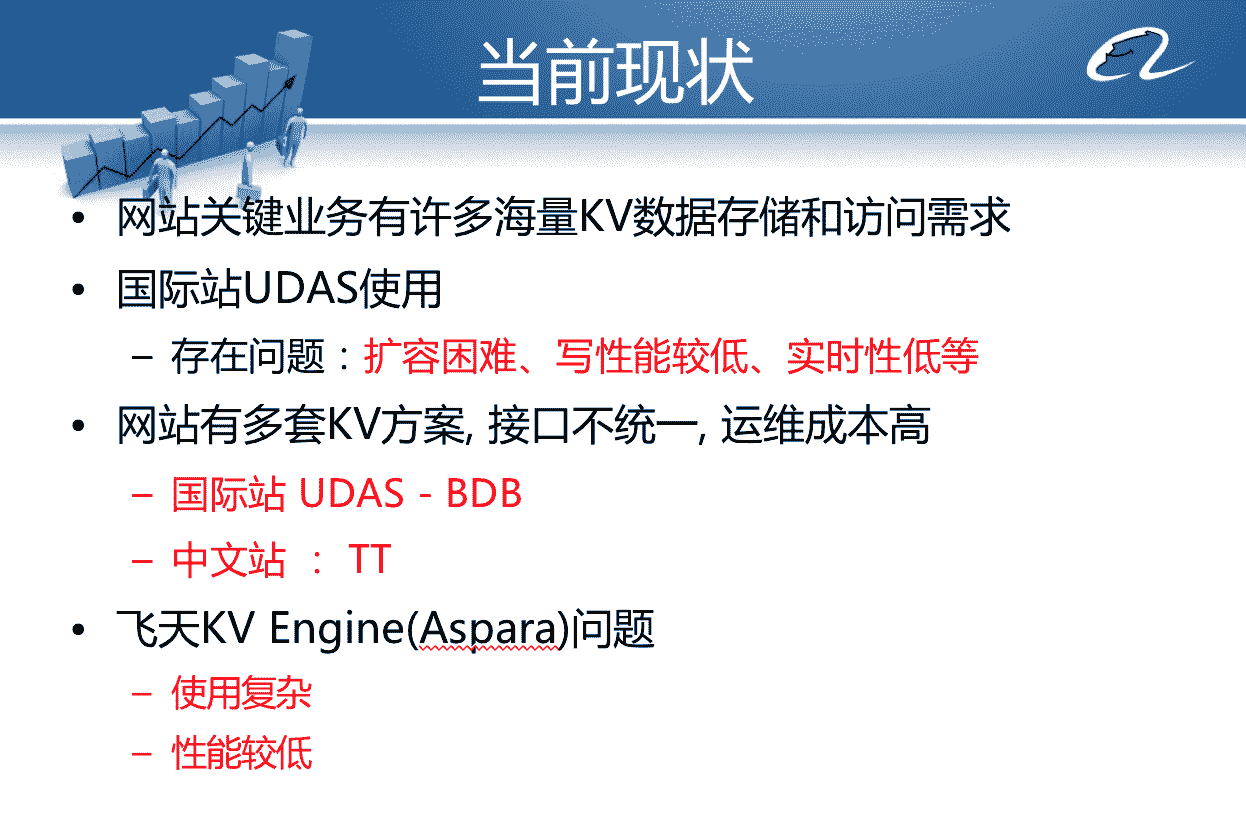 当前现状
• 网站关键业务有许多海量KV数据存储和访问需求
• 国际站UDAS使用
– 存在问题：扩容困难、写性能较低、实时性低等
• 网站有多套KV方案, 接口不统一, 运维成本高
– 国际站 UDAS - BDB
– 中文站 ： TT
• 飞天KV Engine(Aspara)问题
– 使用复杂
– 性能较低